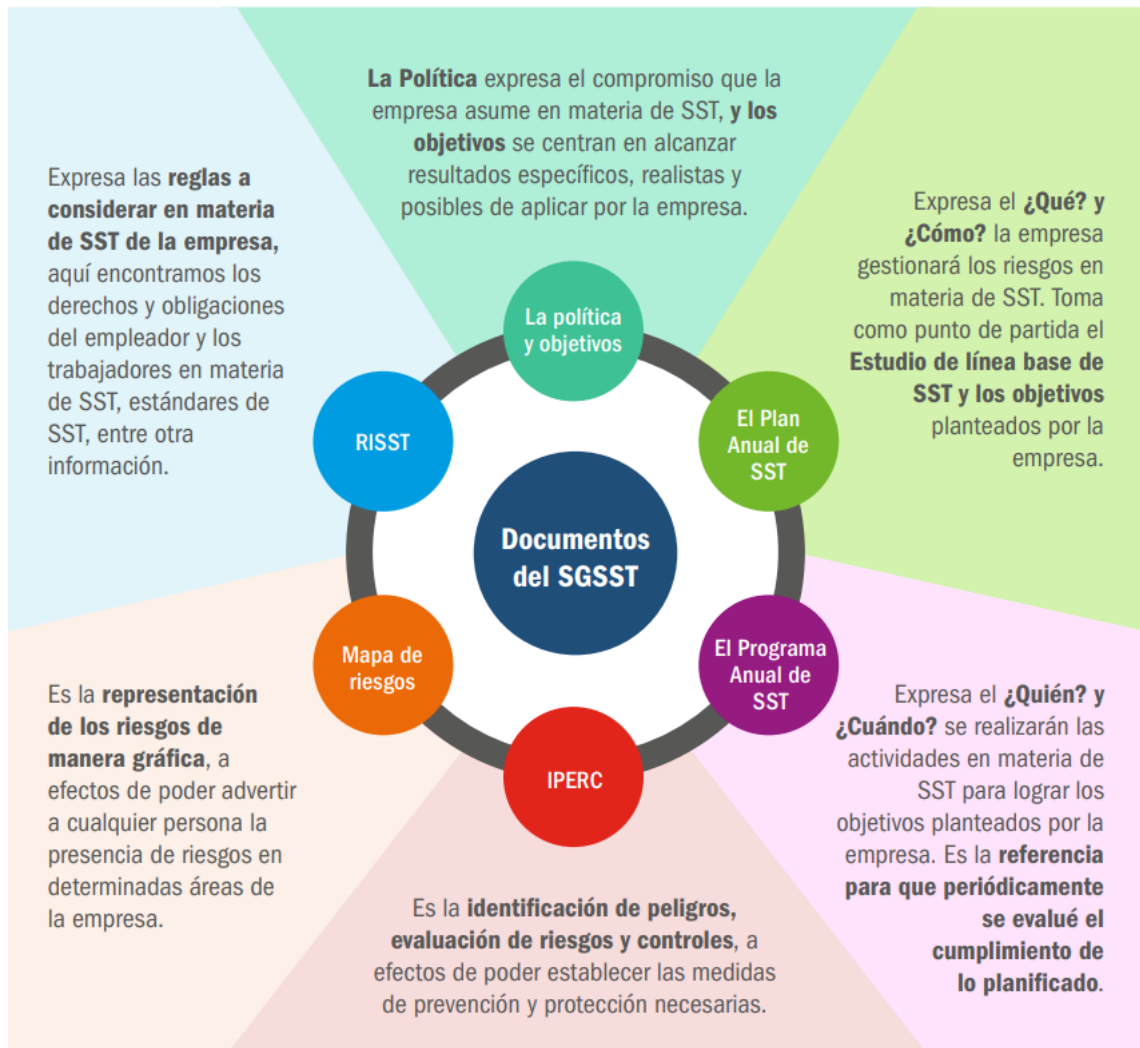 La Política expresa el compromiso que la
empresa asume en materia de SST, y los
objetivos se centran en alcanzar
resultados específicos, realistas y
posibles de aplicar por la empresa.
Expresa las reglas a
considerar en materia
de SST de la empresa,
aquí encontramos los
derechos y obligaciones
del empleador y los
trabajadores en materia
de SST, estándares de
SST, entre otra
información.
Expresa el ¿Qué? y
¿Cómo? la empresa
gestionará los riesgos en
materia de SST. Toma
como punto de partida el
Estudio de línea base de
SST y los objetivos
planteados por la
empresa.
La política
y objetivos
RISST
El Plan
Anual de
SST
Documentos
del SGSST
Mapa de
riesgos
El Programa
Anual de
SST
IPERC
Es la representación
de los riesgos de
manera gráfica, a
efectos de poder advertir
a cualquier persona la
presencia de riesgos en
determinadas áreas de
la empresa.
Expresa el ¿Quién? y
¿Cuándo? se realizarán las
actividades en materia de
SST para lograr los
objetivos planteados por la
empresa. Es la referencia
para que periódicamente
se evalué el
cumplimiento de
lo planificado.
Es la identificación de peligros,
evaluación de riesgos y controles, a
efectos de poder establecer las medidas
de prevención y protección necesarias.